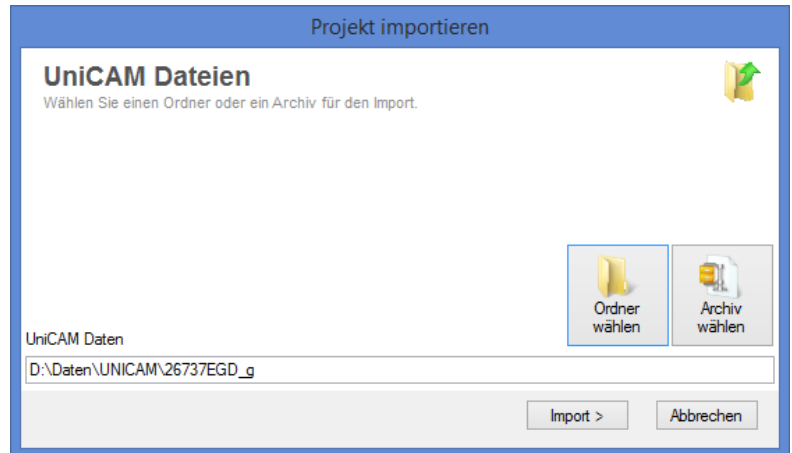 Projekt importieren
UniCAM Dateien
Wählen Sie einen Ordner oder ein Archiv für den Import.
Ordner
wählen
Archiv
wählen
UniCAM Daten
D:\Daten\UNICAM\26737EGD_g
Import >
Abbrechen